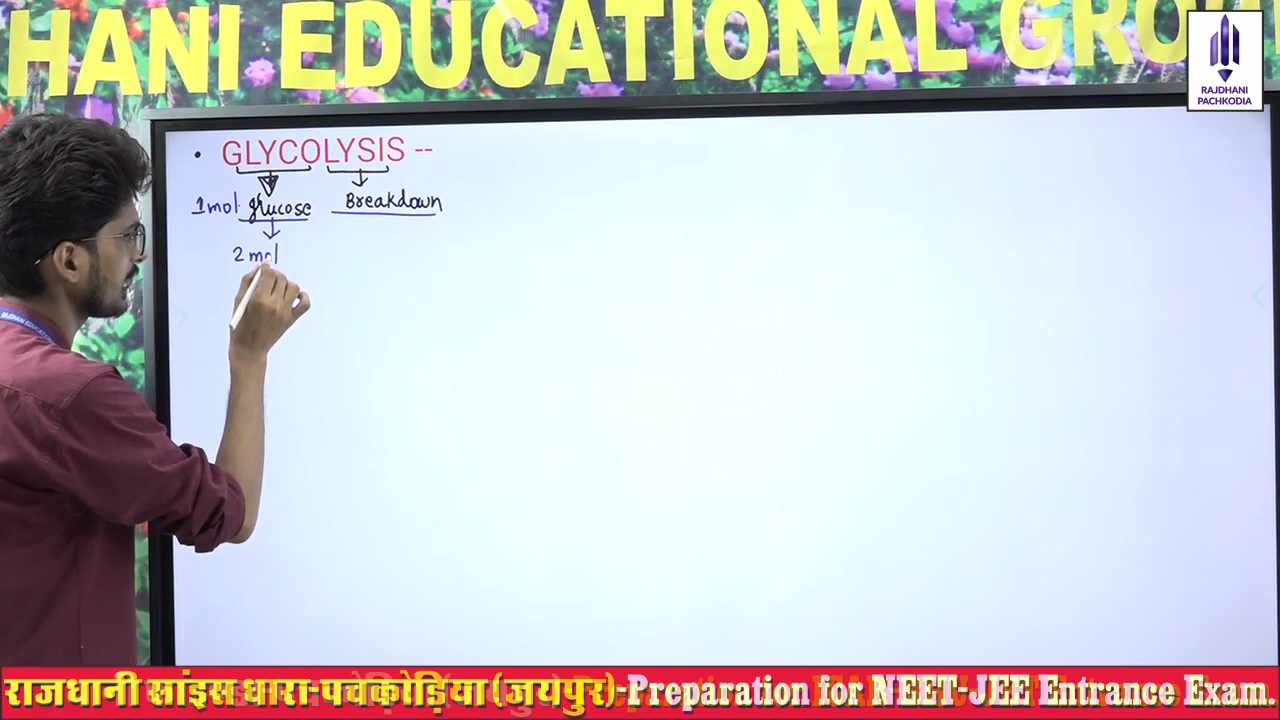 HANI EDUCATIONAL GRO
RAJDHANI
PACHKODIA
• GLYCOLYSIS --
1mol. glucose Breakdown
2 mol
राजधानी सांइस धारा-पचकोड़िया (जयपुर)-Preparation for NEET-JEE Entrance Exam.